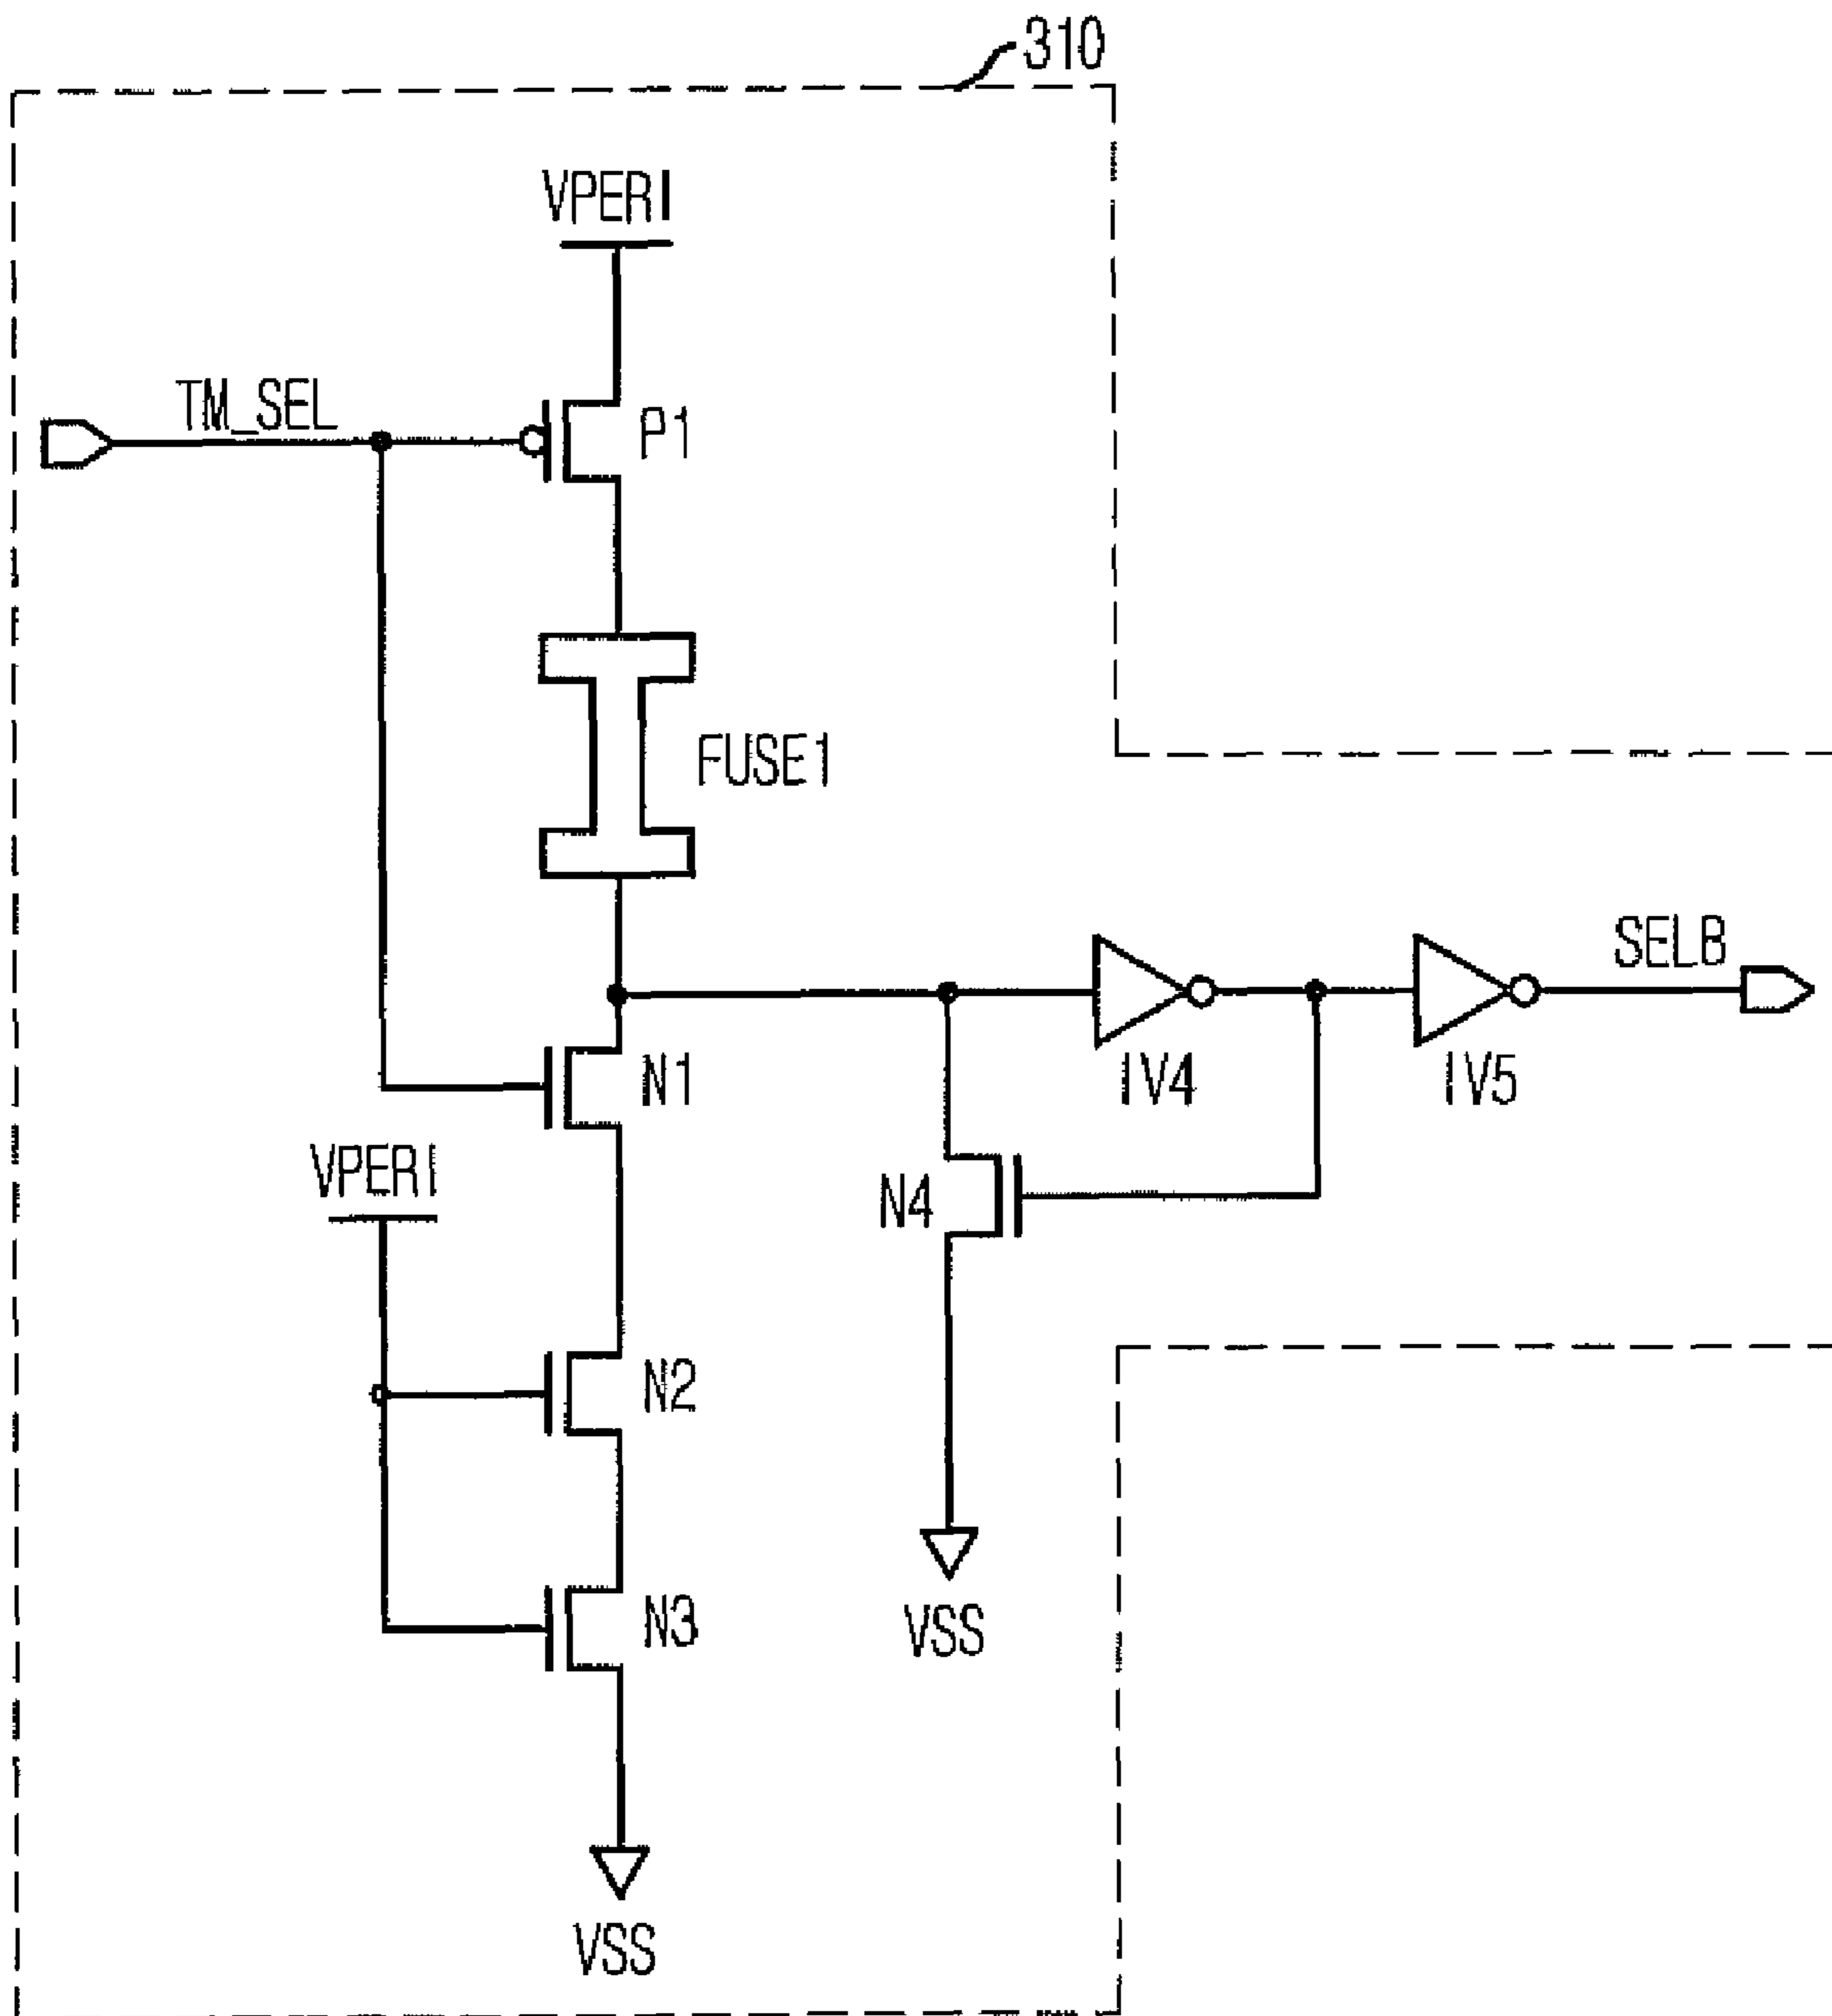 310
VPERI
TM_SEL
P1
FUSE1
SELB
N1
IV4
IV5
VPERI
N4
N2
N3
VSS
VSS